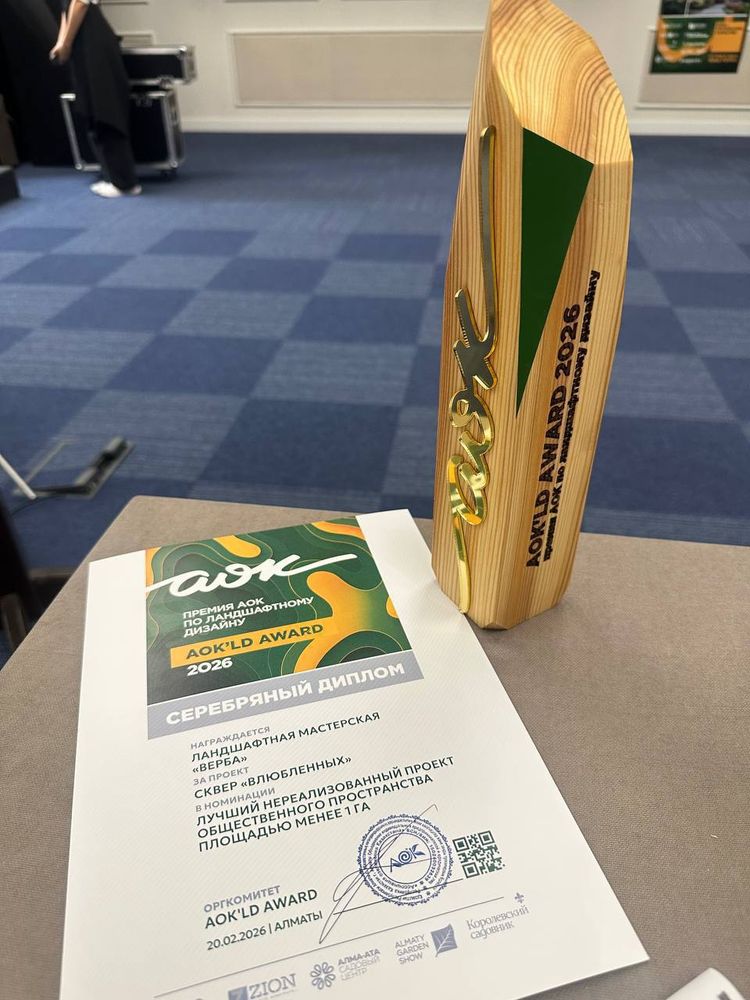 аок
ПРЕМИЯ АОК
ПО ЛАНДШАФТНОМУ
ДИЗАЙНУ
AOK'LD AWARD
2026
СЕРЕБРЯНЫЙ ДИПЛОМ
НАГРАЖДАЕТСЯ
ЛАНДШАФТНАЯ МАСТЕРСКАЯ
«ВЕРБА»
ЗА ПРОЕКТ
СКВЕР «ВЛЮБЛЕННЫХ»
В НОМИНАЦИИ
ЛУЧШИЙ НЕРЕАЛИЗОВАННЫЙ ПРОЕКТ
ОБЩЕСТВЕННОГО ПРОСТРАНСТВА
ПЛОЩАДЬЮ МЕНЕЕ 1 ГА
АОК
ОРГКОМИТЕТ
AOK'LD AWARD
20.02.2026 | АЛМАТЫ
ZION
АЛМА-АТА
САДОВЫЙ
ЦЕНТР
ALMATY
GARDEN
SHOW
Королевский
садовник
аок
AOK'LD AWARD 2026
премия АОК по ландшафтному дизайну